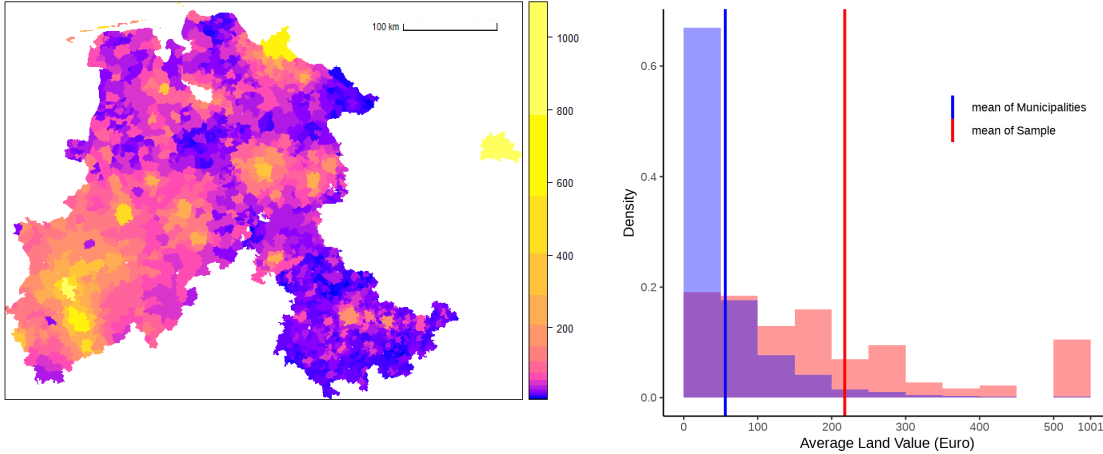 100 km
1000
800
600
400
200
0.6
0.4
0.2
0.0
Density
mean of Municipalities
mean of Sample
0 100 200 300 400 500 1001
Average Land Value (Euro)